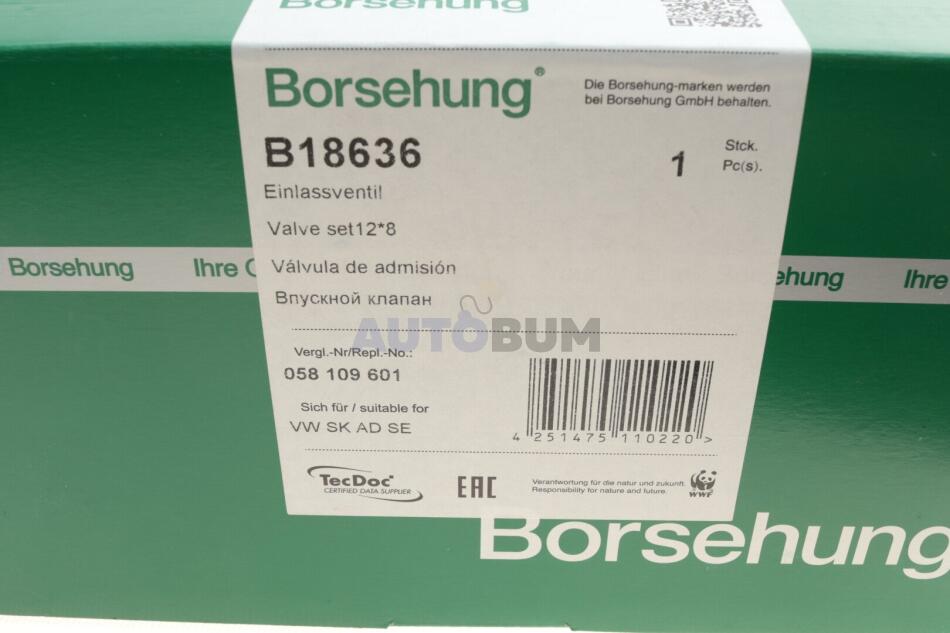 Borsehung
Borsehung®
Die Borsehung-marken werden
bei Borsehung GmbH behalten.
B18636
1
Stck.
Pc(s).
Einlassventil
Valve set12*8
Válvula de admisión
Впускной клапан
Borsehung
Ihre
ehung
Ihre
AUTOBUM
Vergl.-Nr/Repl.-No.:
058 109 601
Sich für / suitable for
VW SK AD SE
4 251475 110220 >
TecDoc®
CERTIFIED DATA SUPPLIER
EAC
Verantwortung für die natur und zukunft.
Responsibility for nature and future.
WWF
Borsehung